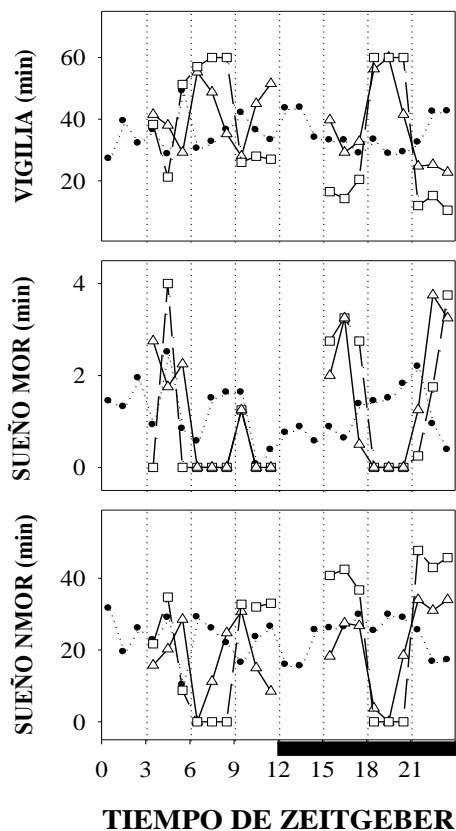 VIGILIA (min)
60
40
20
SUEÑO MOR (min)
4
2
0
SUEÑO NMOR (min)
40
20
0
0 3 6 9 12 15 18 21
TIEMPO DE ZEITGEBER